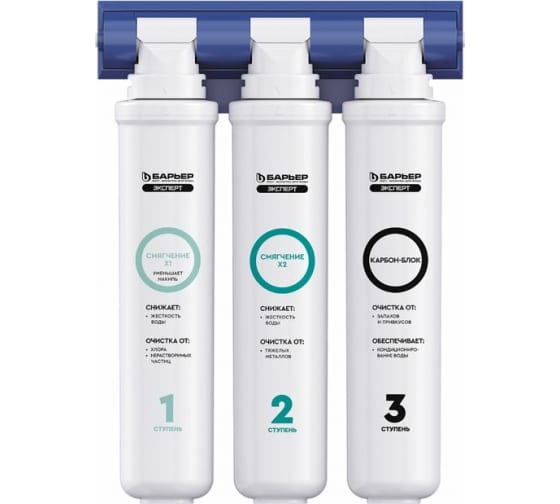 БАРЬЕР
ЭКСПЕРТ
СМЯГЧЕНИЕ
X1
УМЕНЬШАЕТ
НАКИПЬ
СНИЖАЕТ:
• ЖЕСТКОСТЬ
ВОДЫ
ОЧИСТКА ОТ:
• ХЛОРА
• НЕРАСТВОРИМЫХ
ЧАСТИЦ
1
СТУПЕНЬ
БАРЬЕР
ЭКСПЕРТ
СМЯГЧЕНИЕ
X2
СНИЖАЕТ:
• ЖЕСТКОСТЬ
ВОДЫ
ОЧИСТКА ОТ:
• ТЯЖЕЛЫХ
МЕТАЛЛОВ
2
СТУПЕНЬ
БАРЬЕР
ЭКСПЕРТ
КАРБОН-БЛОК
ОЧИСТКА ОТ:
• ЗАПАХОВ
И ПРИВКУСОВ
ОБЕСПЕЧИВАЕТ:
• КОНДИЦИОНИРО-
ВАНИЕ ВОДЫ
3
СТУПЕНЬ